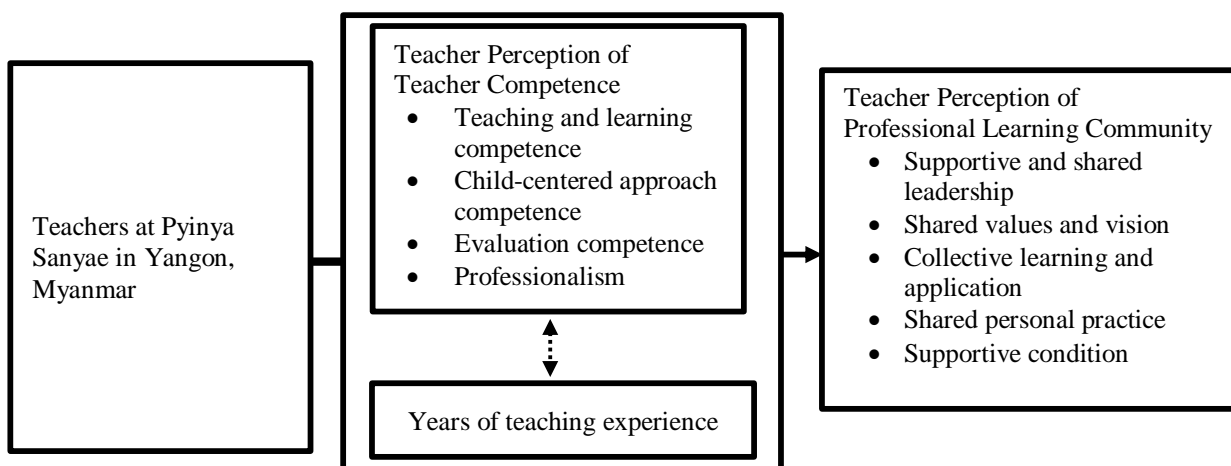 Teachers at Pyinya
Sanyae in Yangon,
Myanmar
Teacher Perception of
Teacher Competence
• Teaching and learning
competence
• Child-centered approach
competence
• Evaluation competence
• Professionalism
Years of teaching experience
Teacher Perception of
Professional Learning Community
• Supportive and shared
leadership
• Shared values and vision
• Collective learning and
application
• Shared personal practice
• Supportive condition